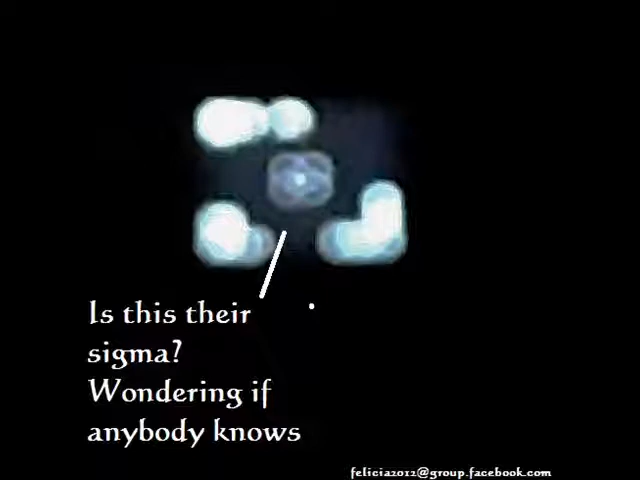 Is this their
sigma?
Wondering if
anybody knows
felicia2012@group.facebook.com